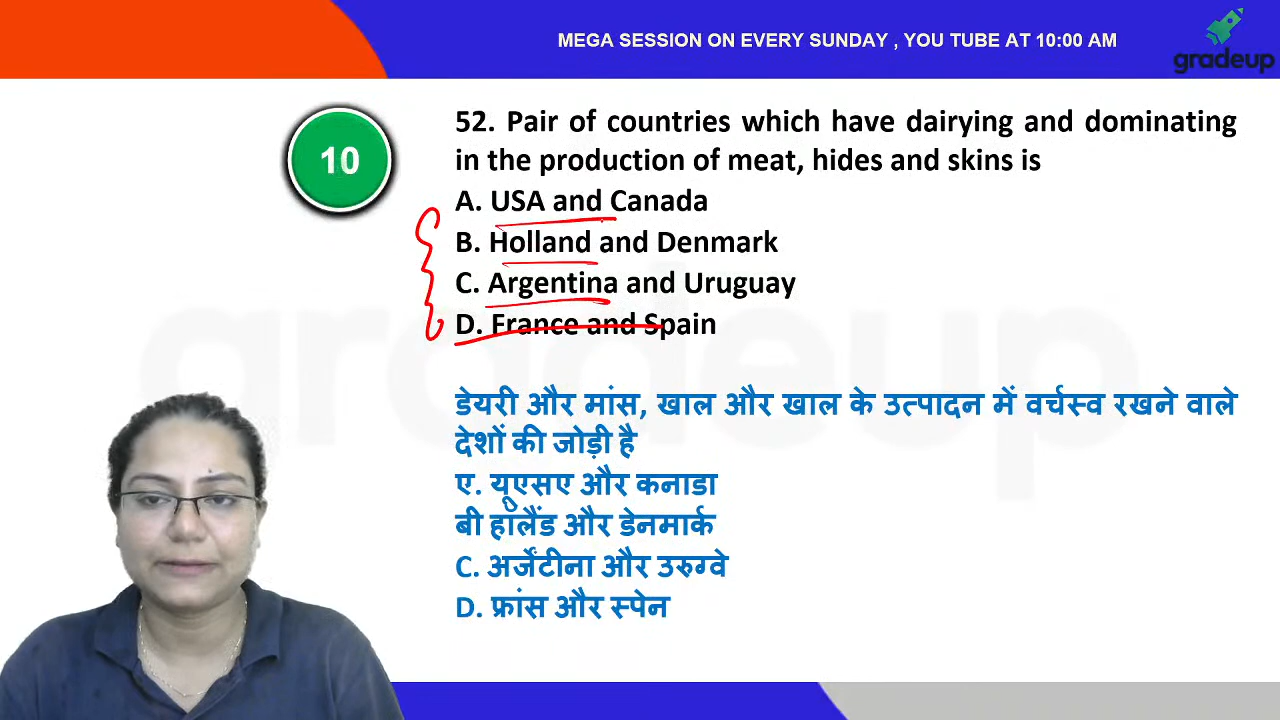 MEGA SESSION ON EVERY SUNDAY , YOU TUBE AT 10:00 AM
gradeup
10
52. Pair of countries which have dairying and dominating
in the production of meat, hides and skins is
A. USA and Canada
B. Holland and Denmark
C. Argentina and Uruguay
D. France and Spain
gradeup
डेयरी और मांस, खाल और खाल के उत्पादन में वर्चस्व रखने वाले
देशों की जोड़ी है
ए. यूएसए और कनाडा
बी हॉलैंड और डेनमार्क
C. अर्जेंटीना और उरुग्वे
D. फ्रांस और स्पेन